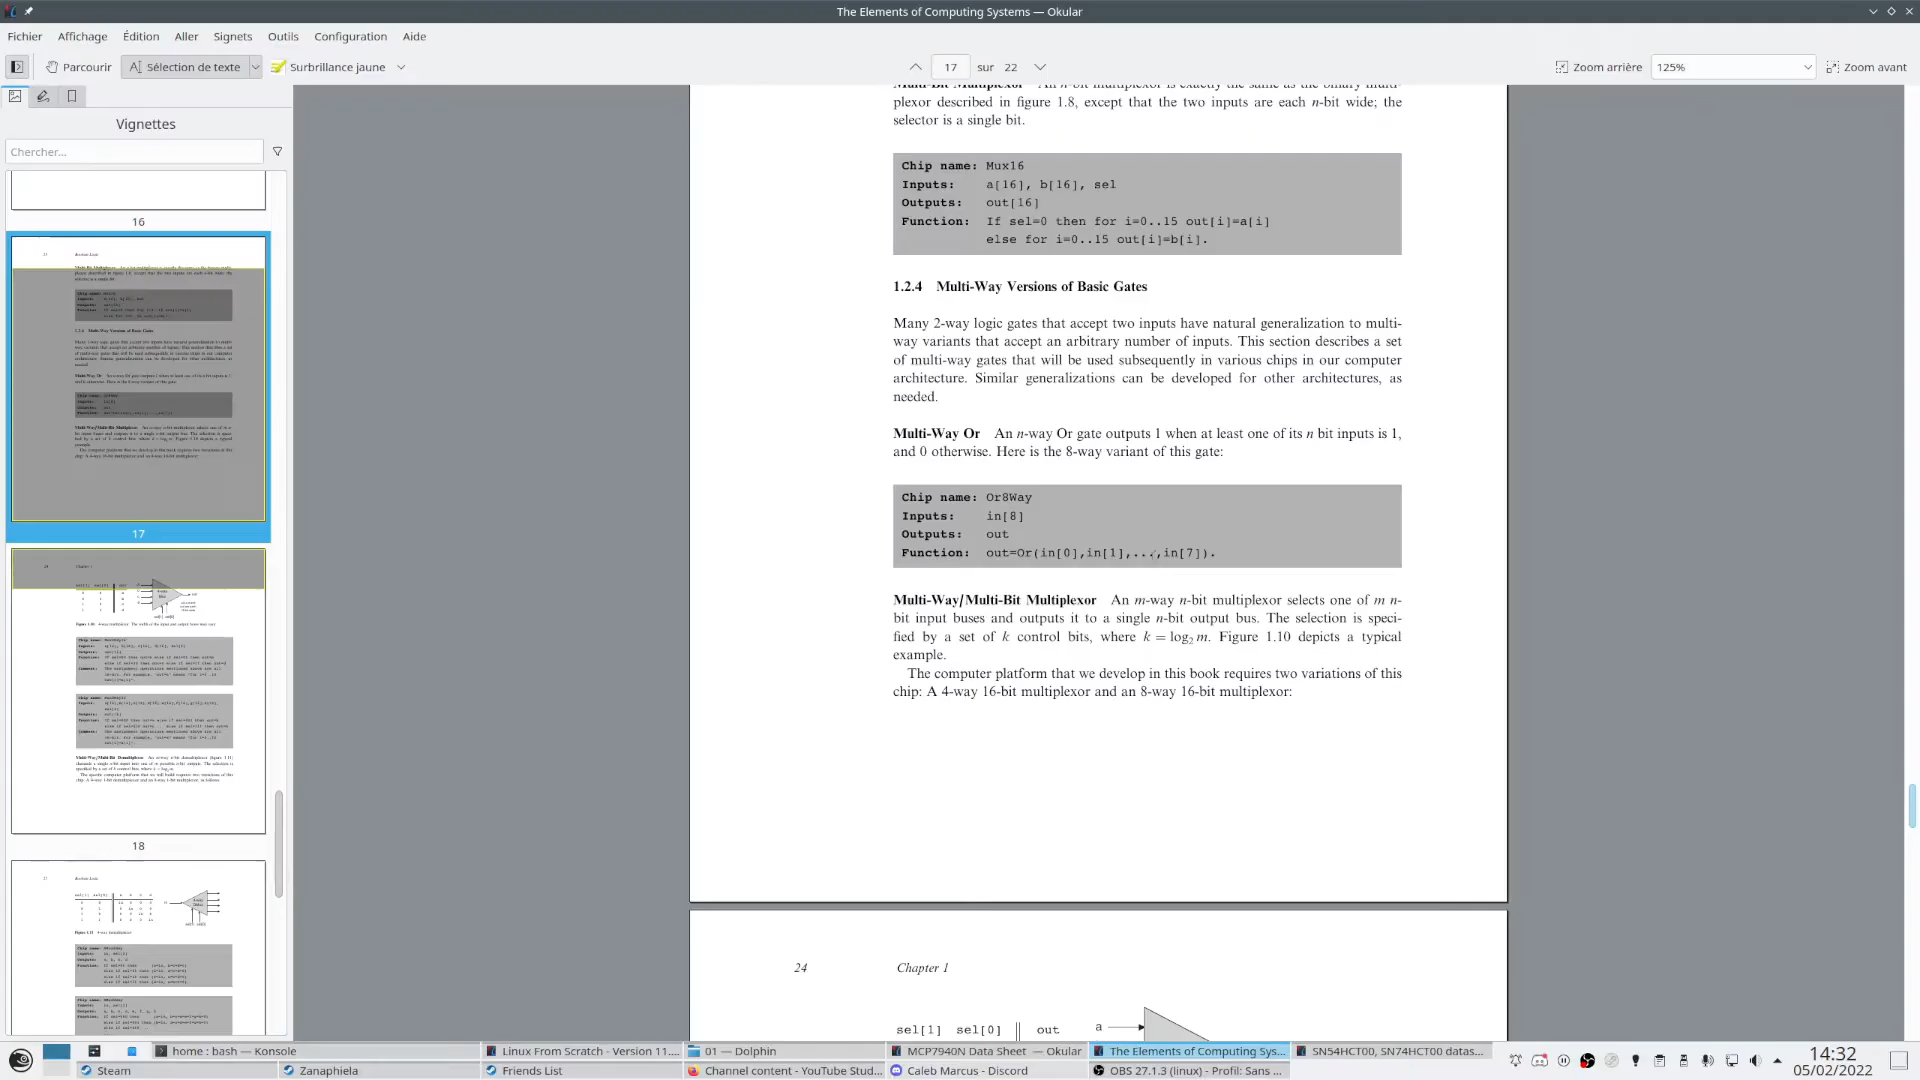 The Elements of Computing Systems — Okular
Fichier Affichage Édition Aller Signets Outils Configuration Aide
Parcourir Sélection de texte Surbrillance jaune 17 sur 22 Zoom arrière 125% Zoom avant
Vignettes
Chercher...
16
17
18
Multi-Bit Multiplexor An n-bit multiplexor is exactly the same as the binary multi-
plexor described in figure 1.8, except that the two inputs are each n-bit wide; the
selector is a single bit.
Chip name: Mux16
Inputs: a[16], b[16], sel
Outputs: out[16]
Function: If sel=0 then for i=0..15 out[i]=a[i]
else for i=0..15 out[i]=b[i].
1.2.4 Multi-Way Versions of Basic Gates
Many 2-way logic gates that accept two inputs have natural generalization to multi-
way variants that accept an arbitrary number of inputs. This section describes a set
of multi-way gates that will be used subsequently in various chips in our computer
architecture. Similar generalizations can be developed for other architectures, as
needed.
Multi-Way Or An n-way Or gate outputs 1 when at least one of its n bit inputs is 1,
and 0 otherwise. Here is the 8-way variant of this gate:
Chip name: Or8Way
Inputs: in[8]
Outputs: out
Function: out=Or(in[0],in[1],...,in[7]).
Multi-Way/Multi-Bit Multiplexor An m-way n-bit multiplexor selects one of m n-
bit input buses and outputs it to a single n-bit output bus. The selection is speci-
fied by a set of k control bits, where k = log₂ m. Figure 1.10 depicts a typical
example.
The computer platform that we develop in this book requires two variations of this
chip: A 4-way 16-bit multiplexor and an 8-way 16-bit multiplexor:
24 Chapter 1
sel[1] sel[0] out a
home : bash — Konsole Linux From Scratch - Version 11.... 01 — Dolphin MCP7940N Data Sheet — Okular The Elements of Computing Sys... SN54HCT00, SN74HCT00 datas...
Steam Zanaphiela Friends List Channel content - YouTube Stud... Caleb Marcus - Discord OBS 27.1.3 (linux) - Profil: Sans ...
14:32
05/02/2022